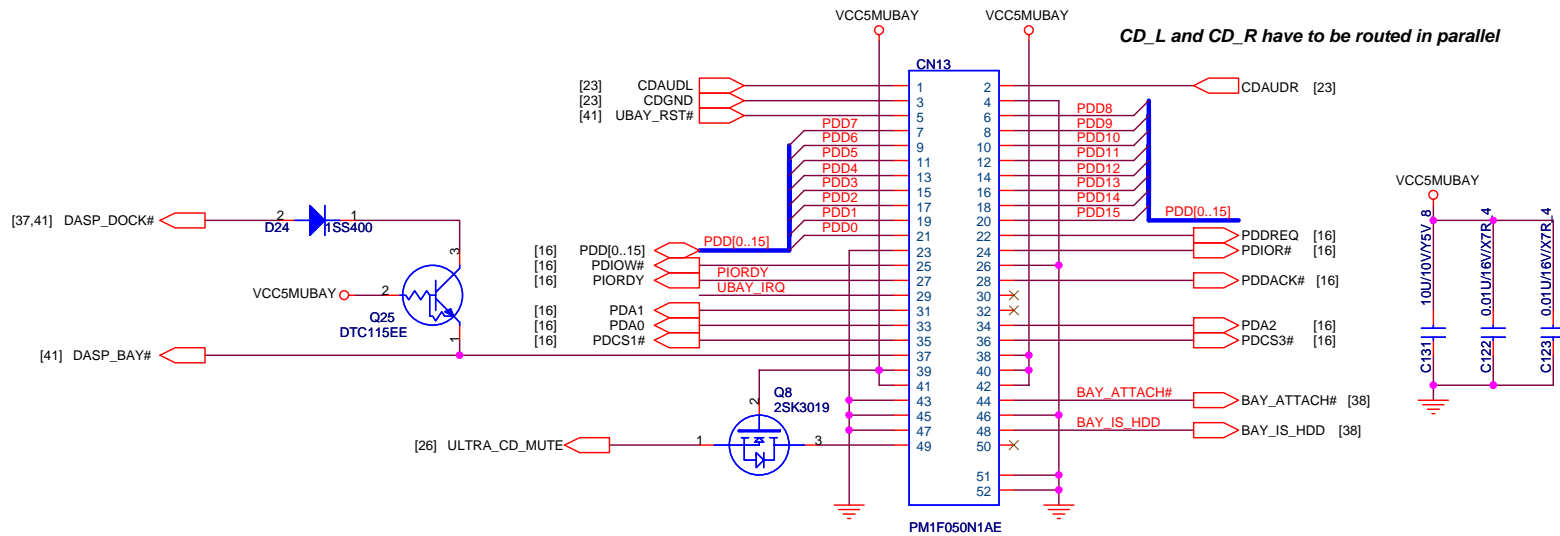 VCC5MUBAY VCC5MUBAY
CD_L and CD_R have to be routed in parallel
CN13
[23] CDAUDL 1 2 CDAUDR [23]
[23] CDGND 3 4
[41] UBAY_RST# 5 6 PDD8
PDD7 7 8 PDD9
PDD6 9 10 PDD10
PDD5 11 12 PDD11
PDD4 13 14 PDD12
PDD3 15 16 PDD13
PDD2 17 18 PDD14
PDD1 19 20 PDD15 PDD[0..15]
PDD0 21 22 PDDREQ [16]
[16] PDD[0..15] PDD[0..15] 23 24 PDIOR# [16]
[16] PDIOW# 25 26
[16] PIORDY PIORDY 27 28 PDDACK# [16]
UBAY_IRQ 29 30
[16] PDA1 31 32
[16] PDA0 33 34 PDA2 [16]
[16] PDCS1# 35 36 PDCS3# [16]
37 38
39 40
41 42
43 44 BAY_ATTACH# BAY_ATTACH# [38]
45 46
47 48 BAY_IS_HDD BAY_IS_HDD [38]
49 50
51
52
PM1F050N1AE
[37,41] DASP_DOCK# 2 1
D24 1SS400
3
VCC5MUBAY 2
Q25
DTC115EE
1
[41] DASP_BAY#
Q8
2SK3019
2
[26] ULTRA_CD_MUTE 1 3
VCC5MUBAY
C131 10U/10V/Y5V_8
C122 0.01U/16V/X7R_4
C123 0.01U/16V/X7R_4